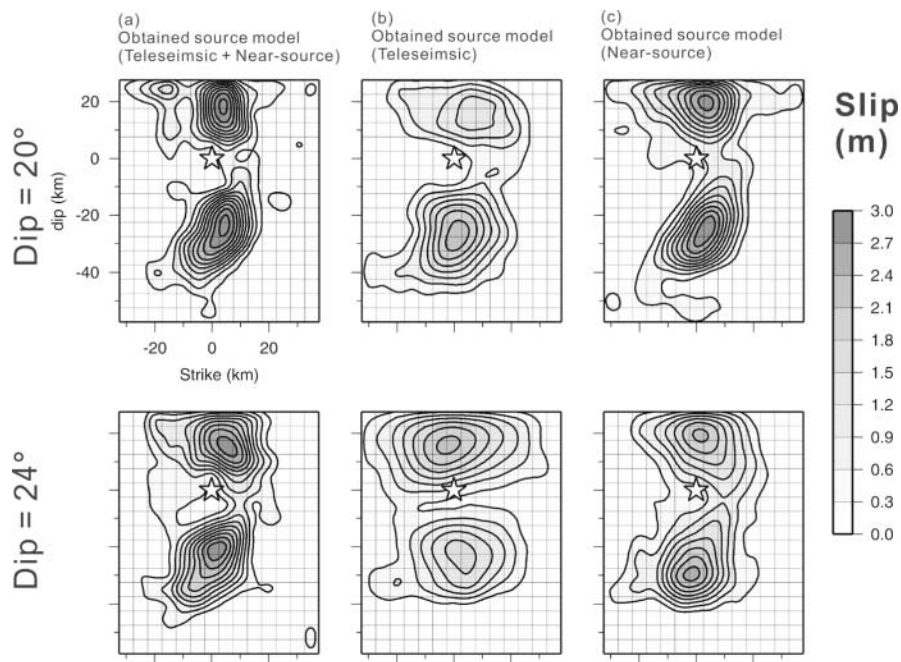 (a)
Obtained source model
(Teleseimsic + Near-source)
(b)
Obtained source model
(Teleseimsic)
(c)
Obtained source model
(Near-source)
Dip = 20°
dip (km)
20
0
-20
-40
-20 0 20
Strike (km)
Dip = 24°
Slip
(m)
3.0
2.7
2.4
2.1
1.8
1.5
1.2
0.9
0.6
0.3
0.0